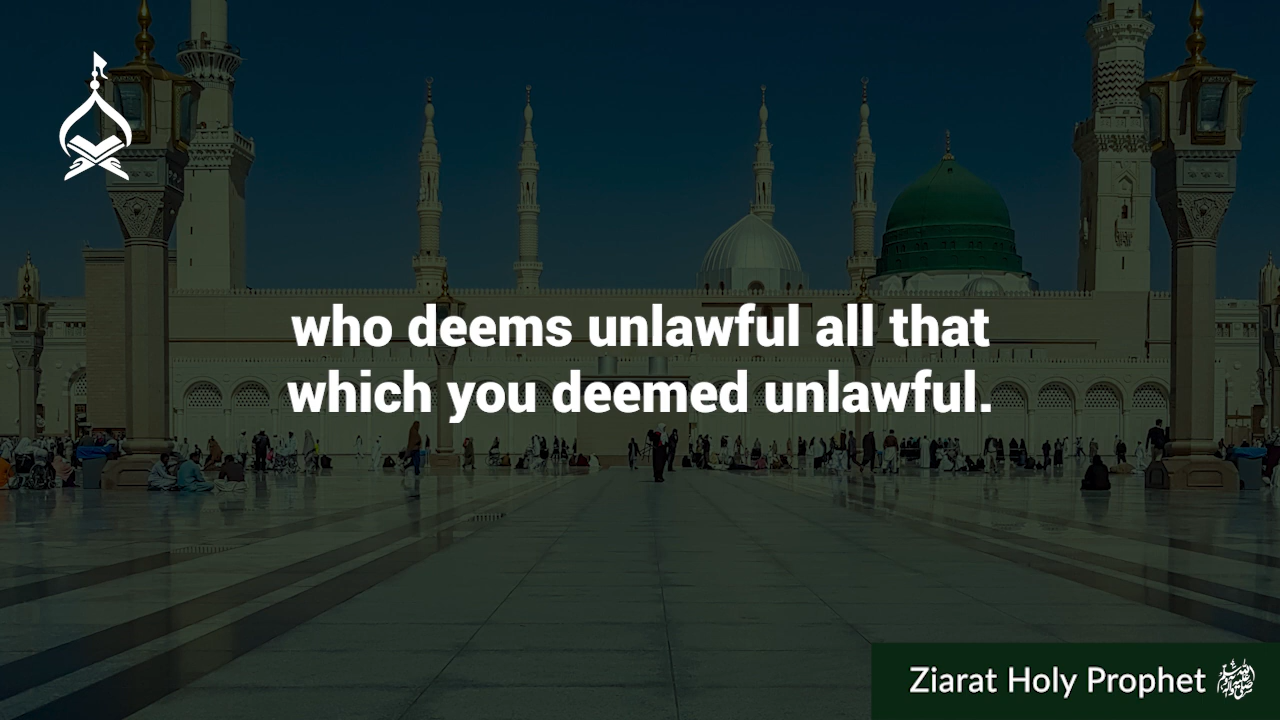 who deems unlawful all that
which you deemed unlawful.
Ziarat Holy Prophet